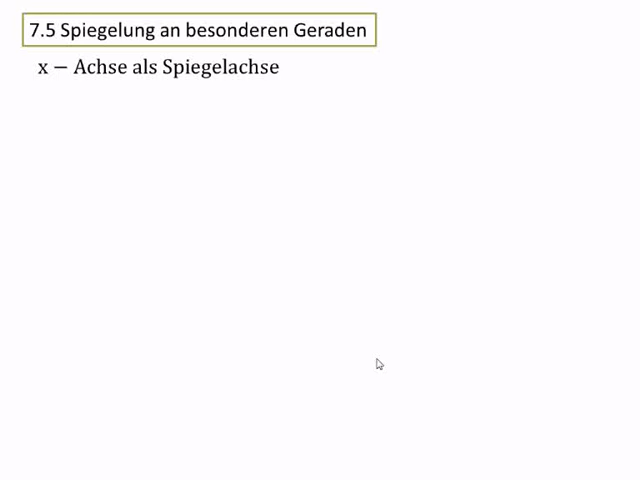 7.5 Spiegelung an besonderen Geraden
x − Achse als Spiegelachse